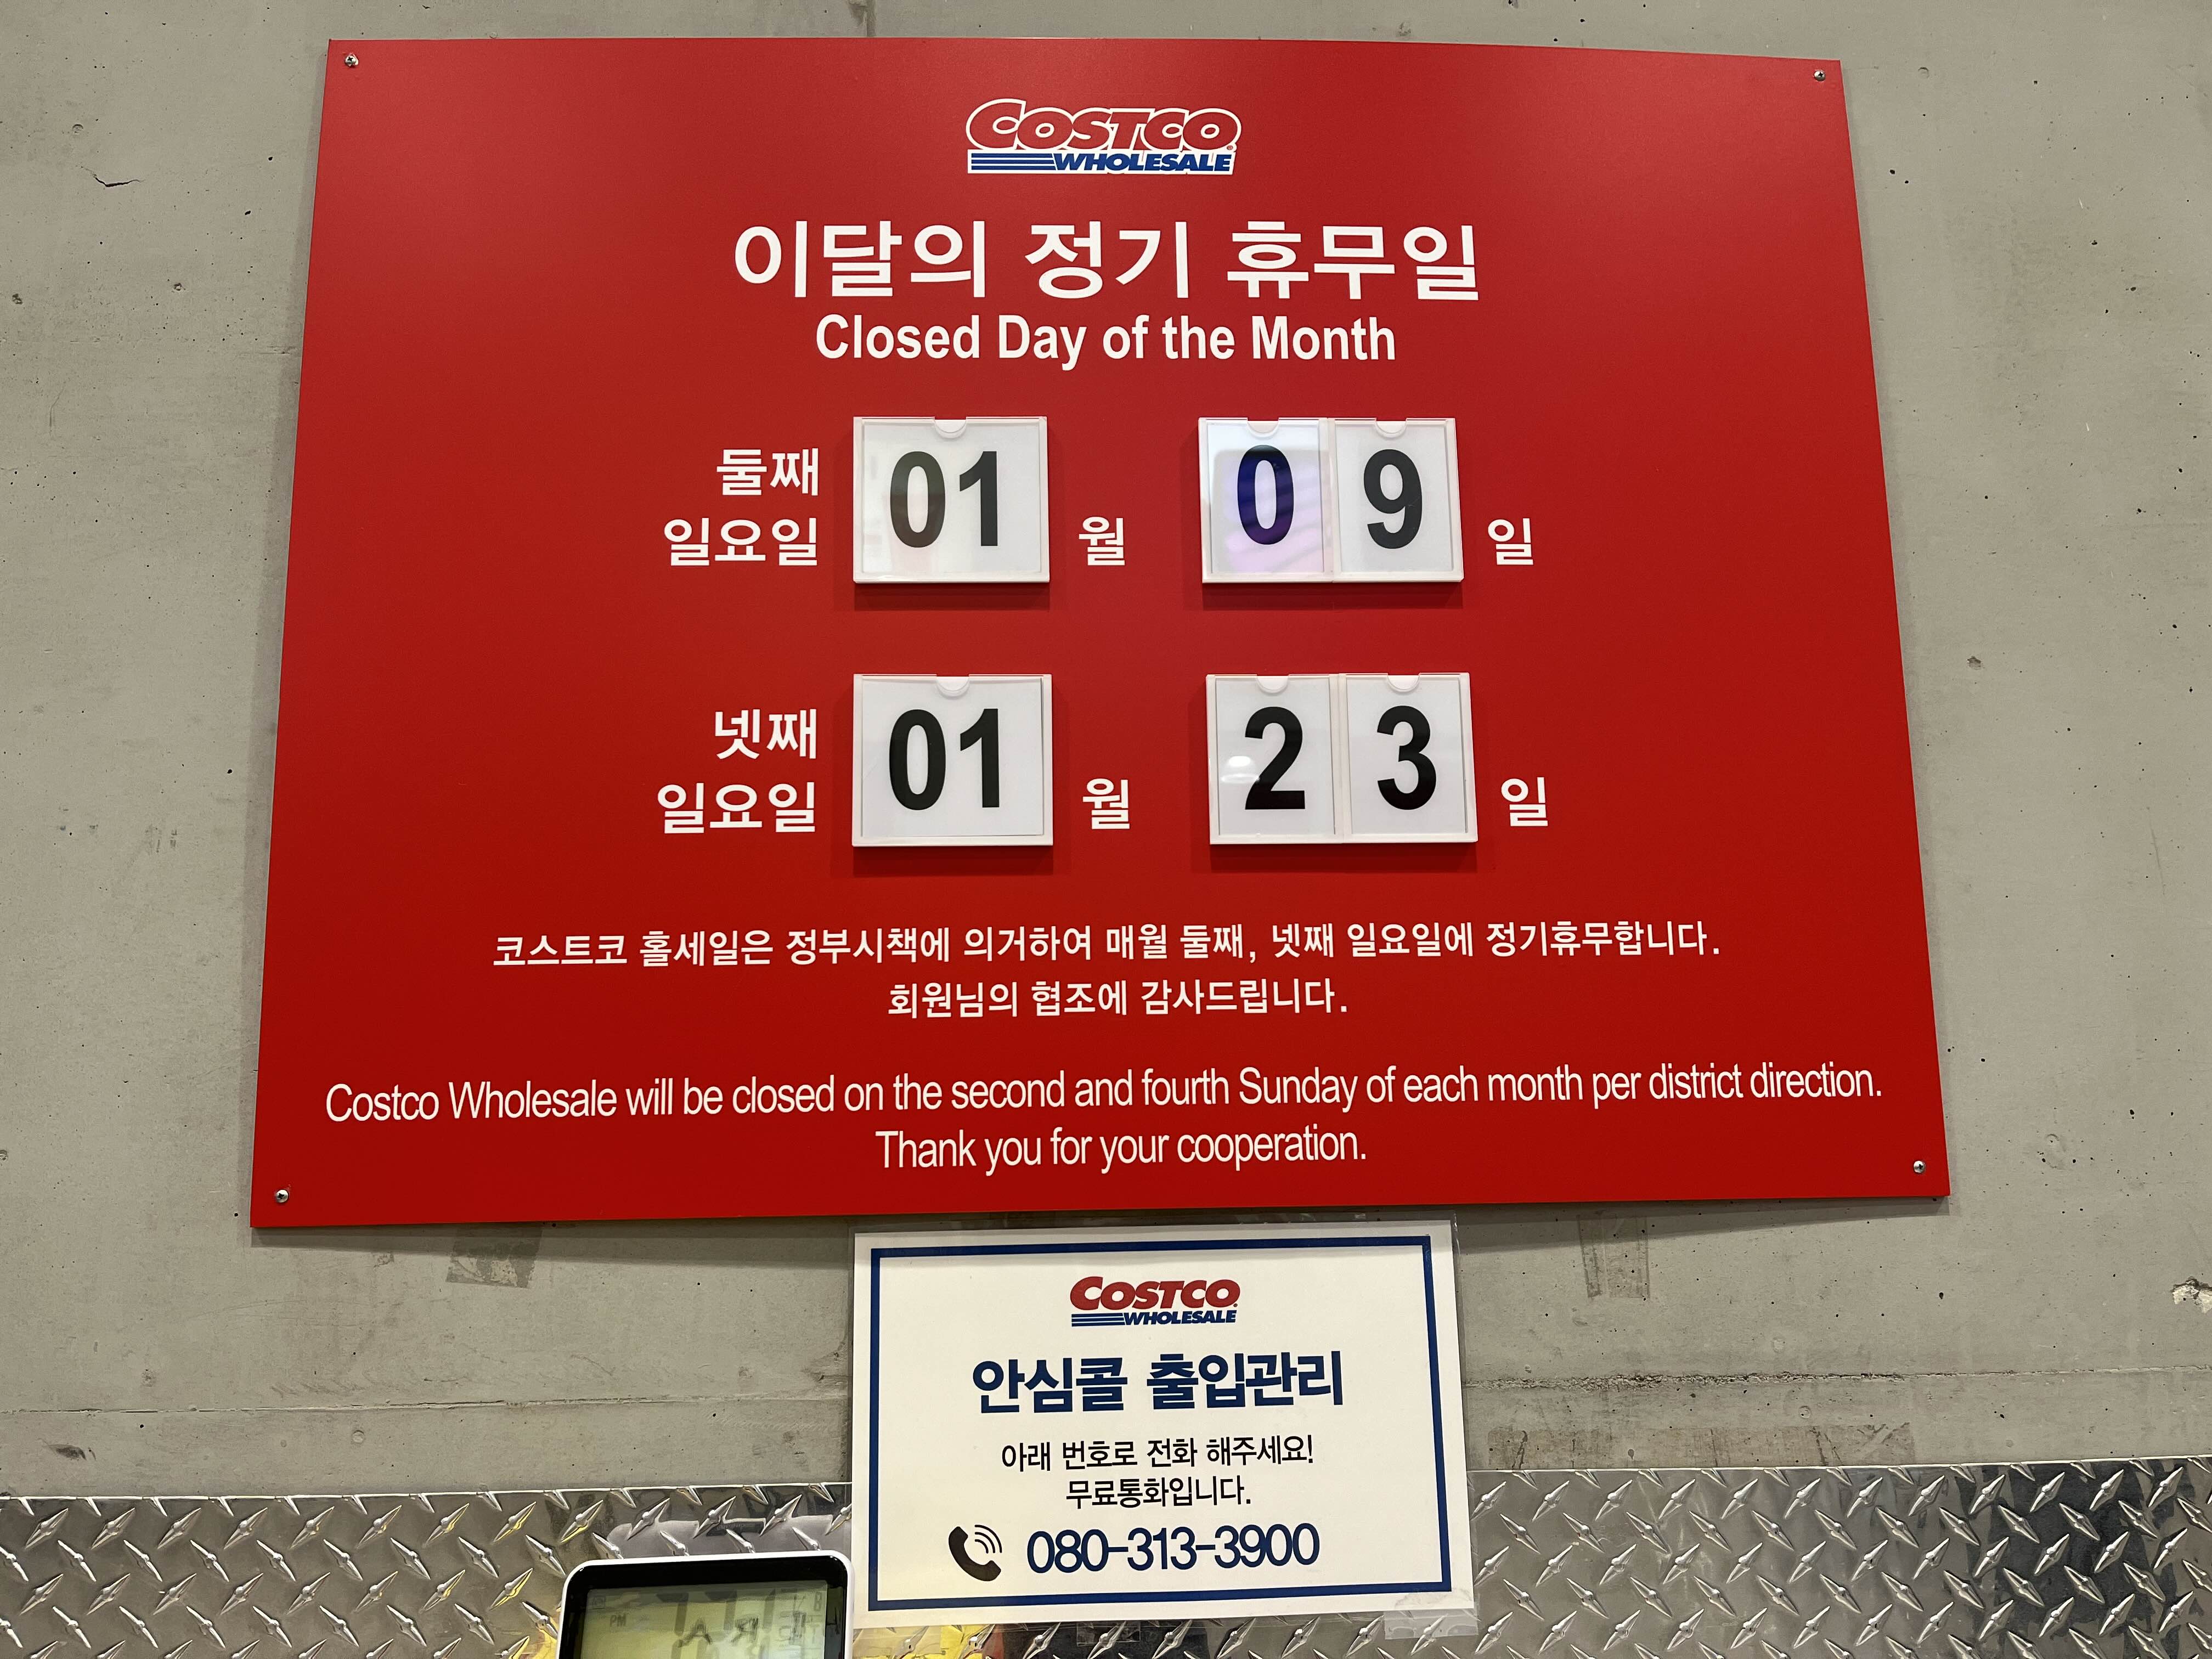 COSTCO
WHOLESALE
이달의 정기 휴무일
Closed Day of the Month
둘째
일요일 01 월 09 일
넷째
일요일 01 월 23 일
코스트코 홀세일은 정부시책에 의거하여 매월 둘째, 넷째 일요일에 정기휴무합니다.
회원님의 협조에 감사드립니다.
Costco Wholesale will be closed on the second and fourth Sunday of each month per district direction.
Thank you for your cooperation.
COSTCO
WHOLESALE
안심콜 출입관리
아래 번호로 전화 해주세요!
무료통화입니다.
080-313-3900
PM